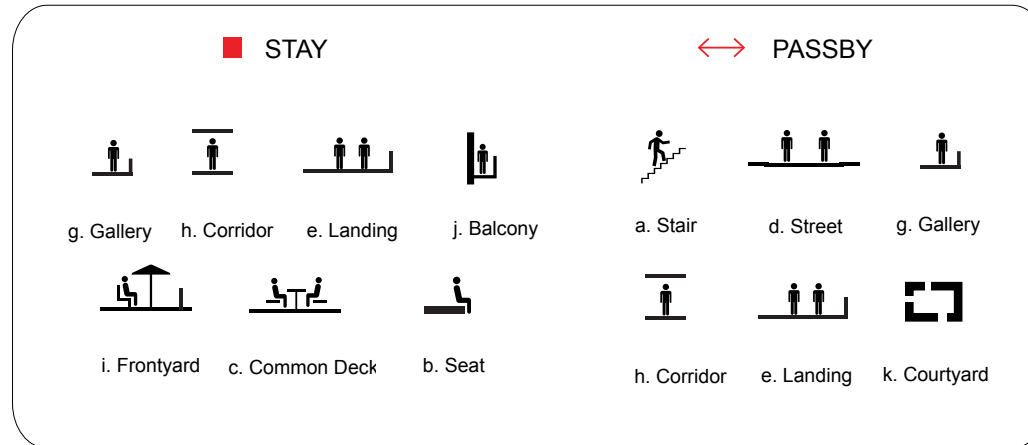 STAY
g. Gallery
h. Corridor
e. Landing
j. Balcony
i. Frontyard
c. Common Deck
b. Seat
PASSBY
a. Stair
d. Street
g. Gallery
h. Corridor
e. Landing
k. Courtyard